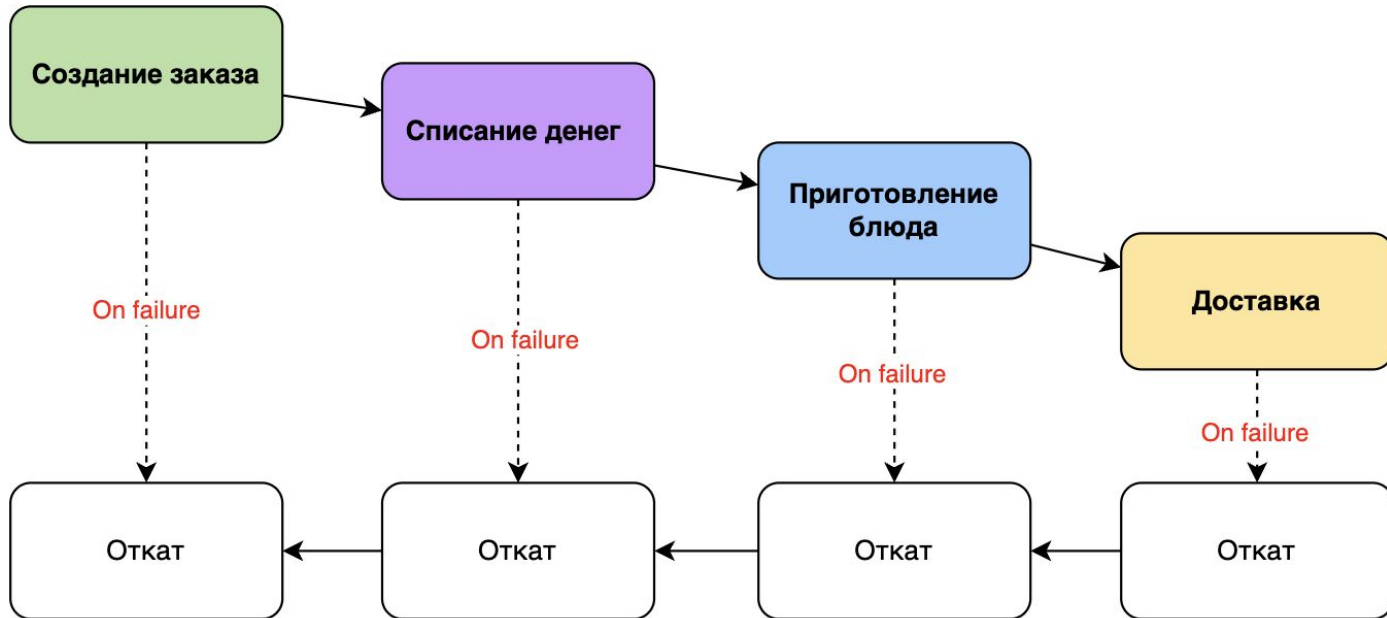 Создание заказа
Списание денег
Приготовление
блюда
Доставка
On failure
On failure
On failure
On failure
Откат
Откат
Откат
Откат